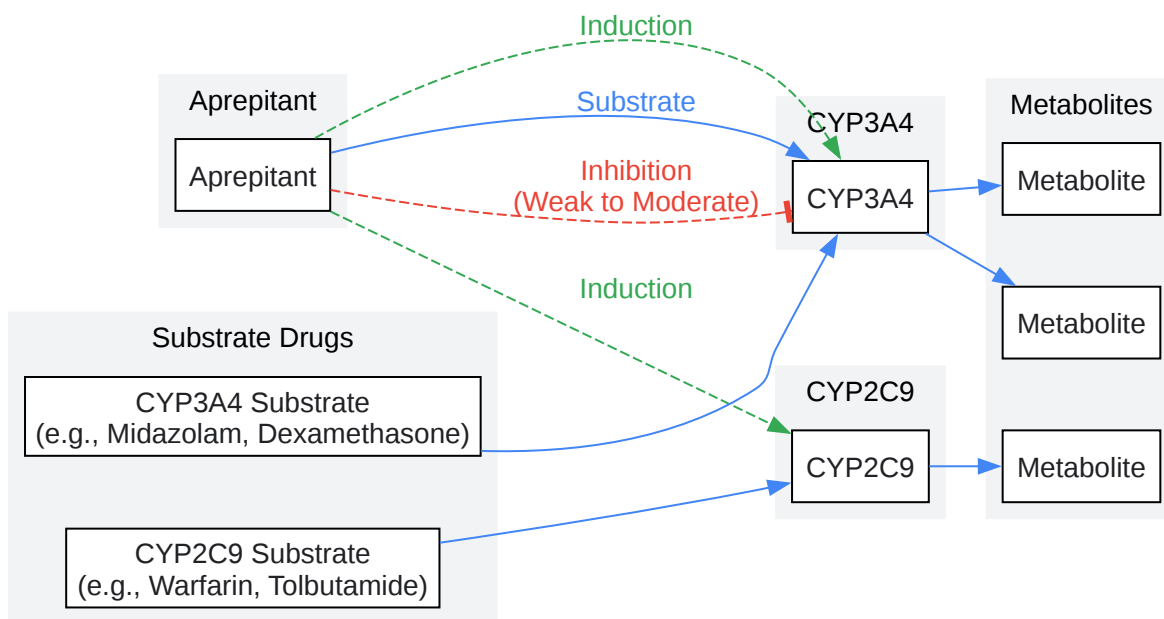 Induction
Aprepitant
Substrate
Metabolites
CYP3A4
Aprepitant
Inhibition
(Weak to Moderate)
CYP3A4
Metabolite
Induction
Metabolite
Substrate Drugs
CYP3A4 Substrate
(e.g., Midazolam, Dexamethasone)
CYP2C9
CYP2C9
Metabolite
CYP2C9 Substrate
(e.g., Warfarin, Tolbutamide)